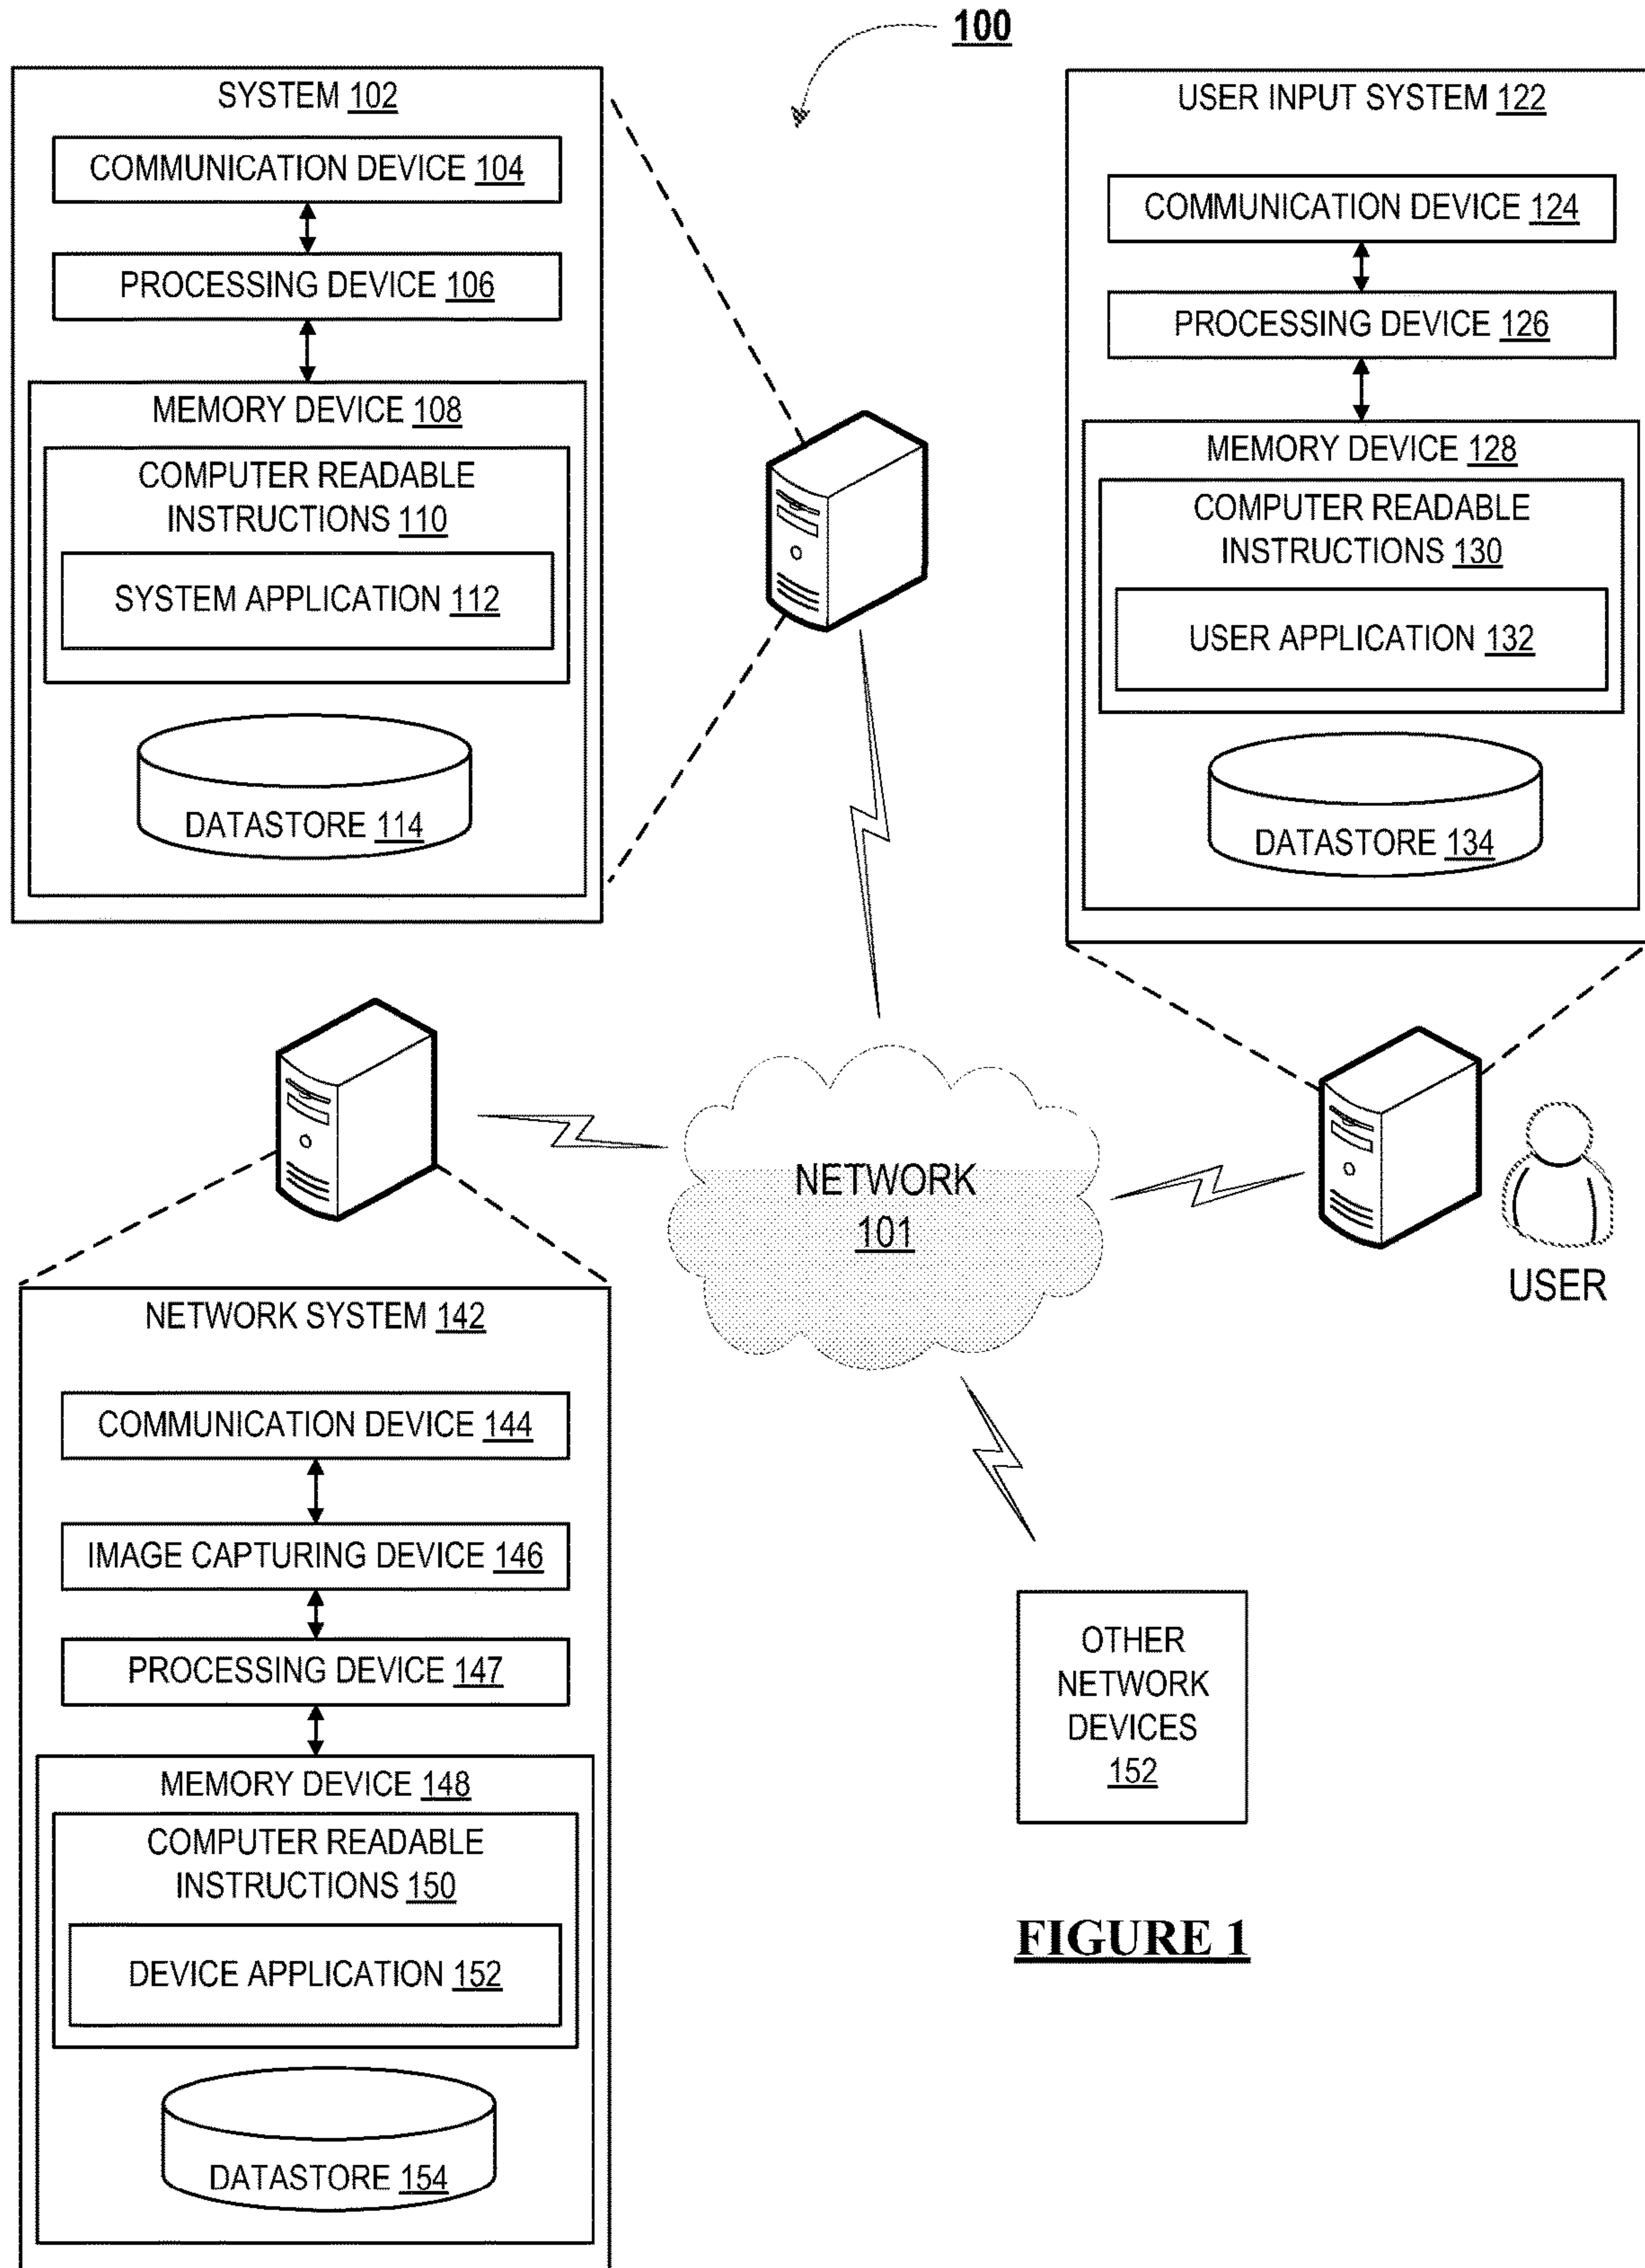 100
SYSTEM 102
COMMUNICATION DEVICE 104
PROCESSING DEVICE 106
MEMORY DEVICE 108
COMPUTER READABLE
INSTRUCTIONS 110
SYSTEM APPLICATION 112
DATASTORE 114
USER INPUT SYSTEM 122
COMMUNICATION DEVICE 124
PROCESSING DEVICE 126
MEMORY DEVICE 128
COMPUTER READABLE
INSTRUCTIONS 130
USER APPLICATION 132
DATASTORE 134
NETWORK
101
USER
NETWORK SYSTEM 142
COMMUNICATION DEVICE 144
IMAGE CAPTURING DEVICE 146
PROCESSING DEVICE 147
MEMORY DEVICE 148
COMPUTER READABLE
INSTRUCTIONS 150
DEVICE APPLICATION 152
DATASTORE 154
OTHER
NETWORK
DEVICES
152
FIGURE 1